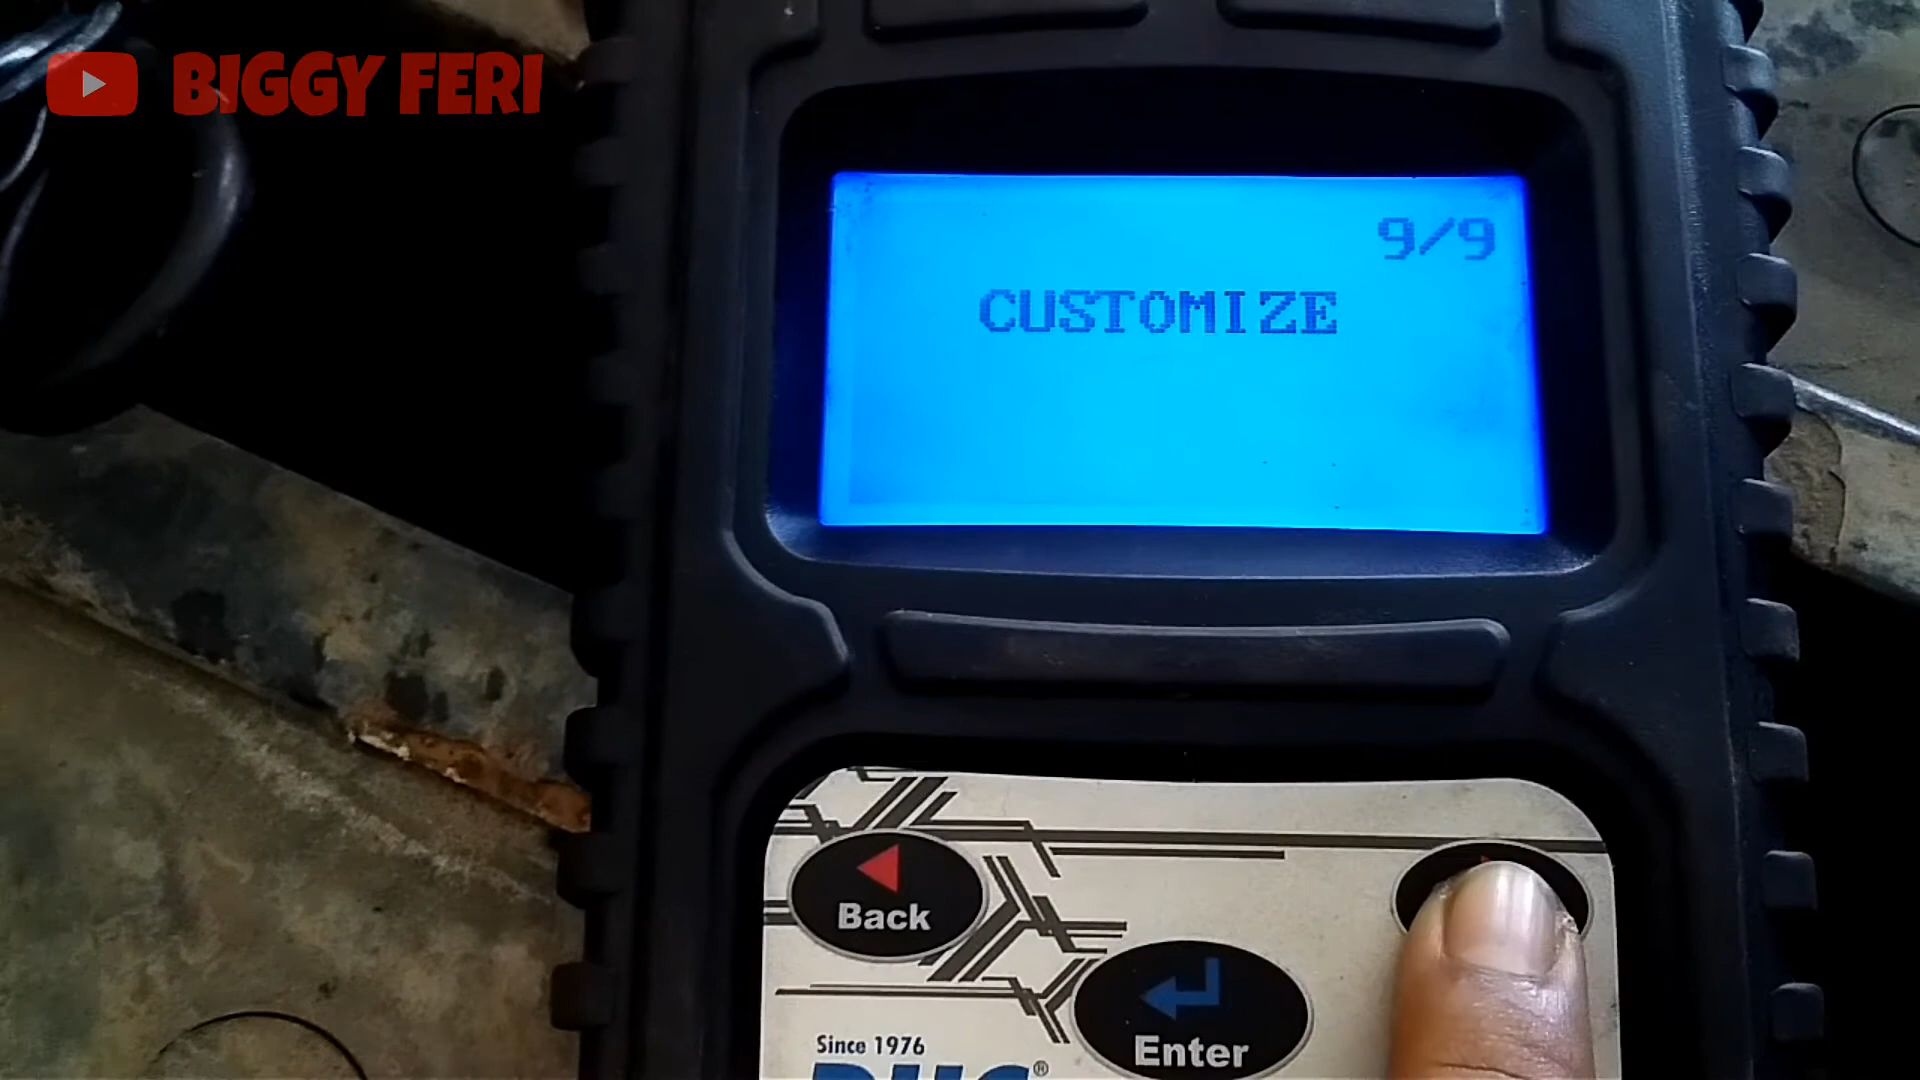 BIGGY FERI
9/9
CUSTOMIZE
Back
Enter
Since 1976